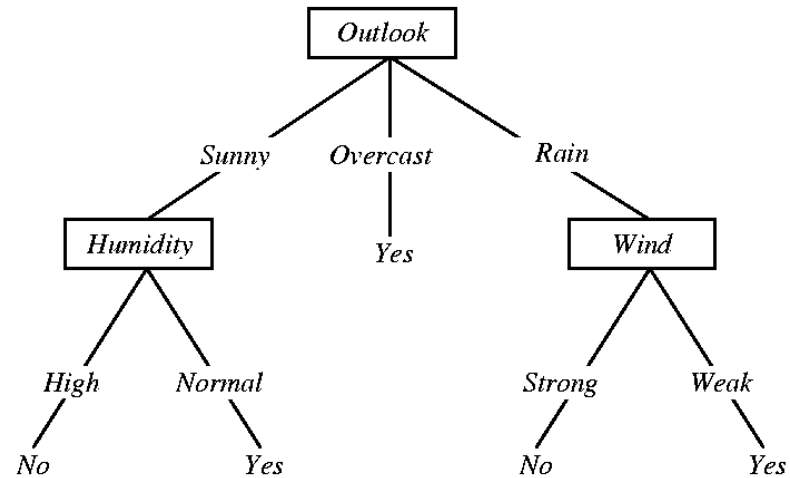 Outlook
Sunny Overcast Rain
Humidity Yes Wind
High Normal Strong Weak
No Yes No Yes